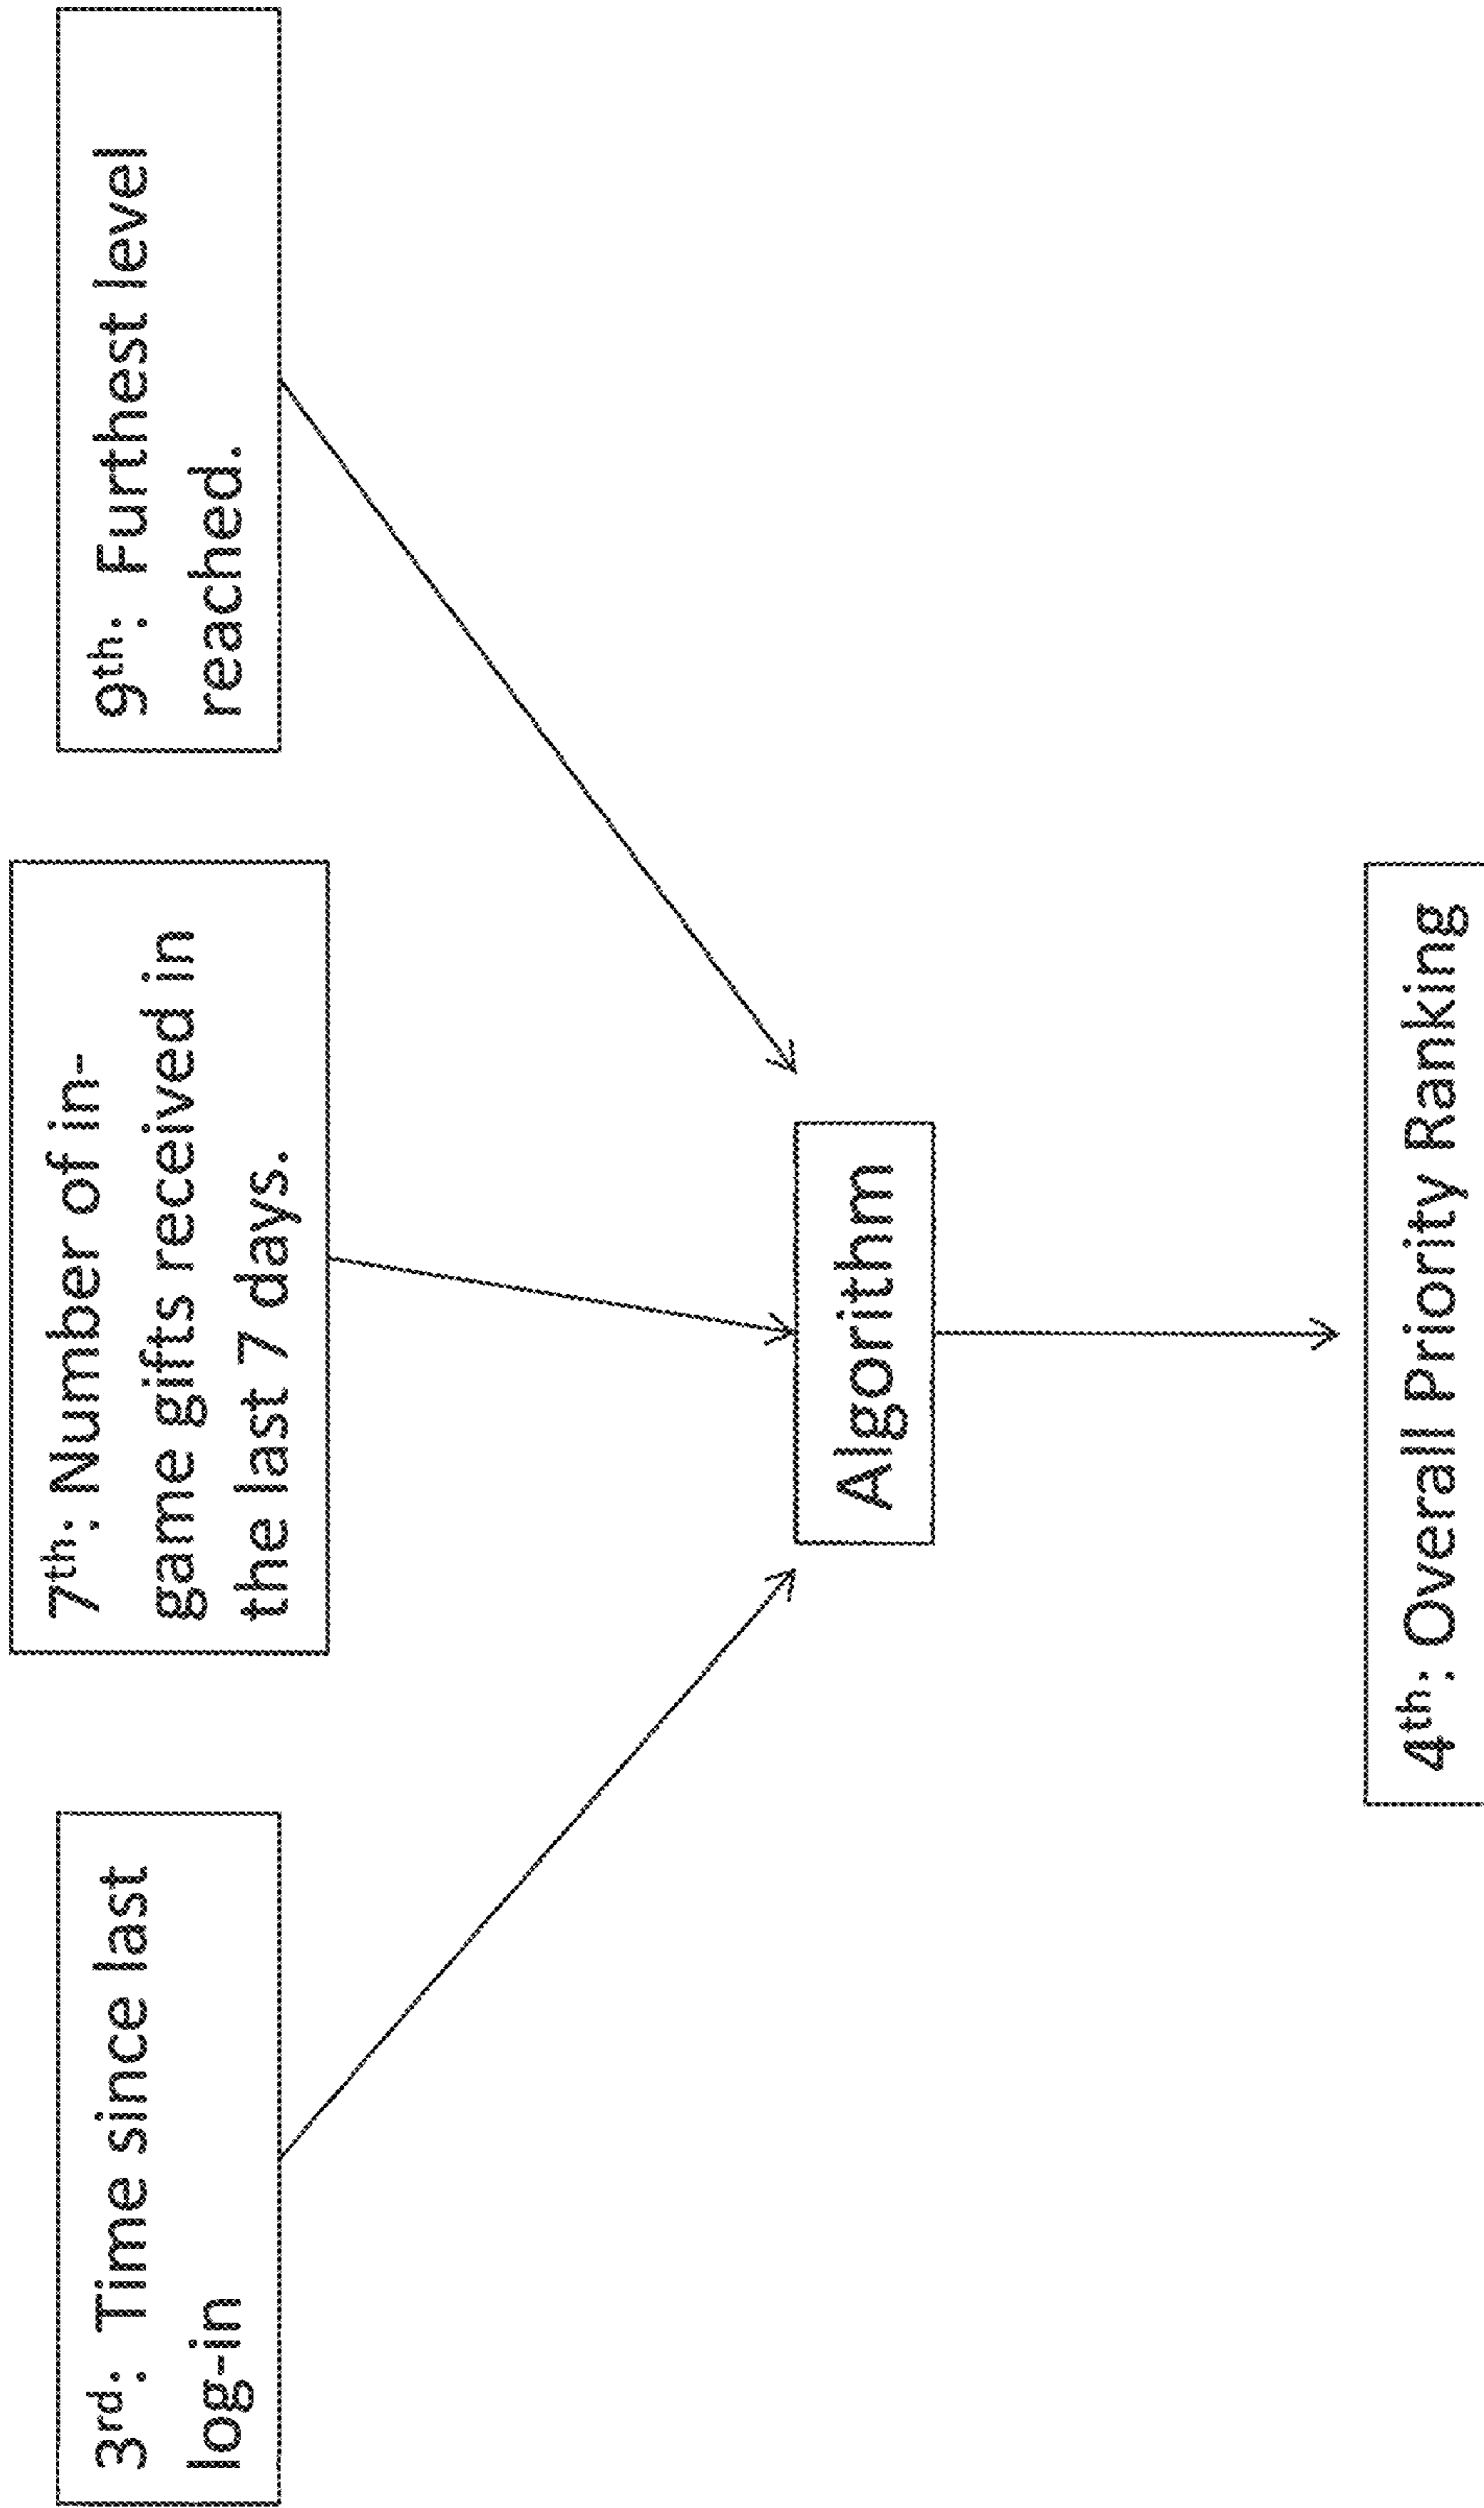 3rd: Time since last
log-in
7th: Number of in-
game gifts received in
the last 7 days.
9th: Furthest level
reached.
Algorithm
4th: Overall Priority Ranking